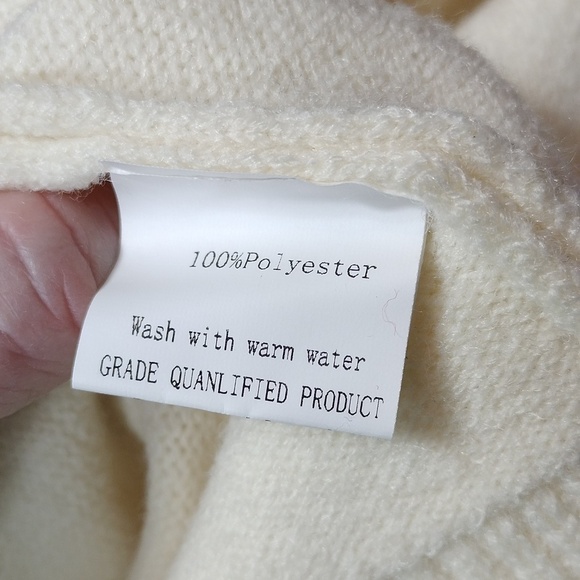 100%Polyester
Wash with warm water
GRADE QUANLIFIED PRODUCT